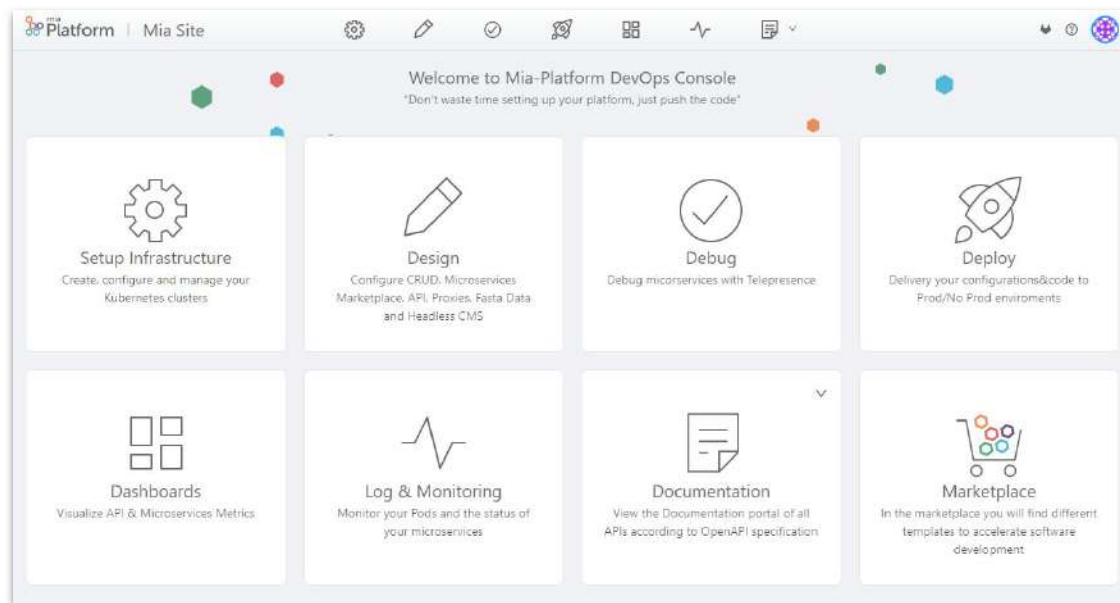 mia
Platform | Mia Site
Welcome to Mia-Platform DevOps Console
"Don't waste time setting up your platform, just push the code"
Setup Infrastructure
Create, configure and manage your
Kubernetes clusters
Design
Configure CRUD, Microservices
Marketplace, API, Proxies, Fasta Data
and Headless CMS
Debug
Debug micorservices with Telepresence
Deploy
Delivery your configurations&code to
Prod/No Prod enviroments
Dashboards
Visualize API & Microservices Metrics
Log & Monitoring
Monitor your Pods and the status of
your microservices
Documentation
View the Documentation portal of all
APIs according to OpenAPI specification
Marketplace
In the marketplace you will find different
templates to accelerate software
development